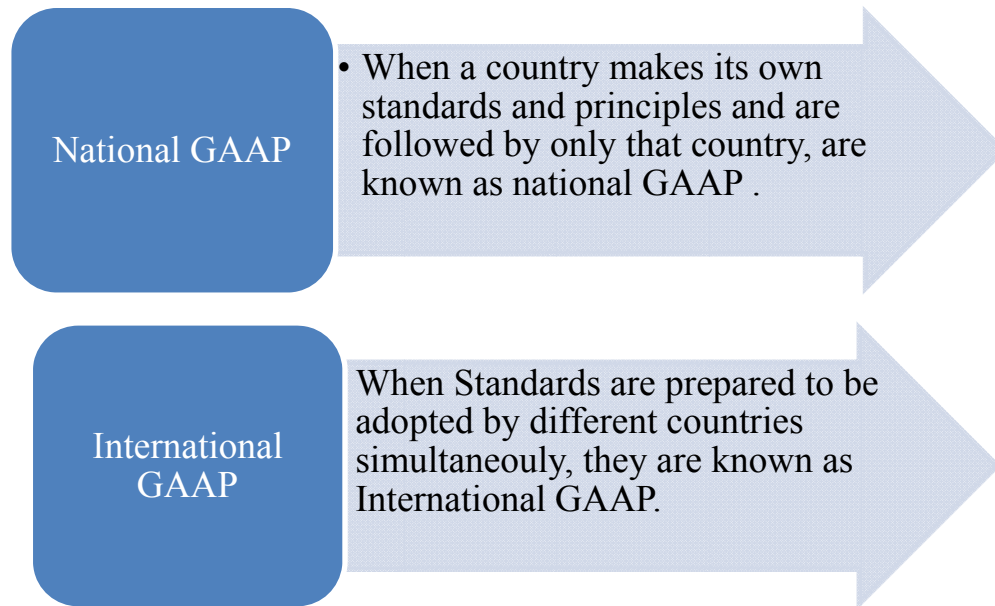 National GAAP
• When a country makes its own
standards and principles and are
followed by only that country, are
known as national GAAP .
International
GAAP
When Standards are prepared to be
adopted by different countries
simultaneouly, they are known as
International GAAP.